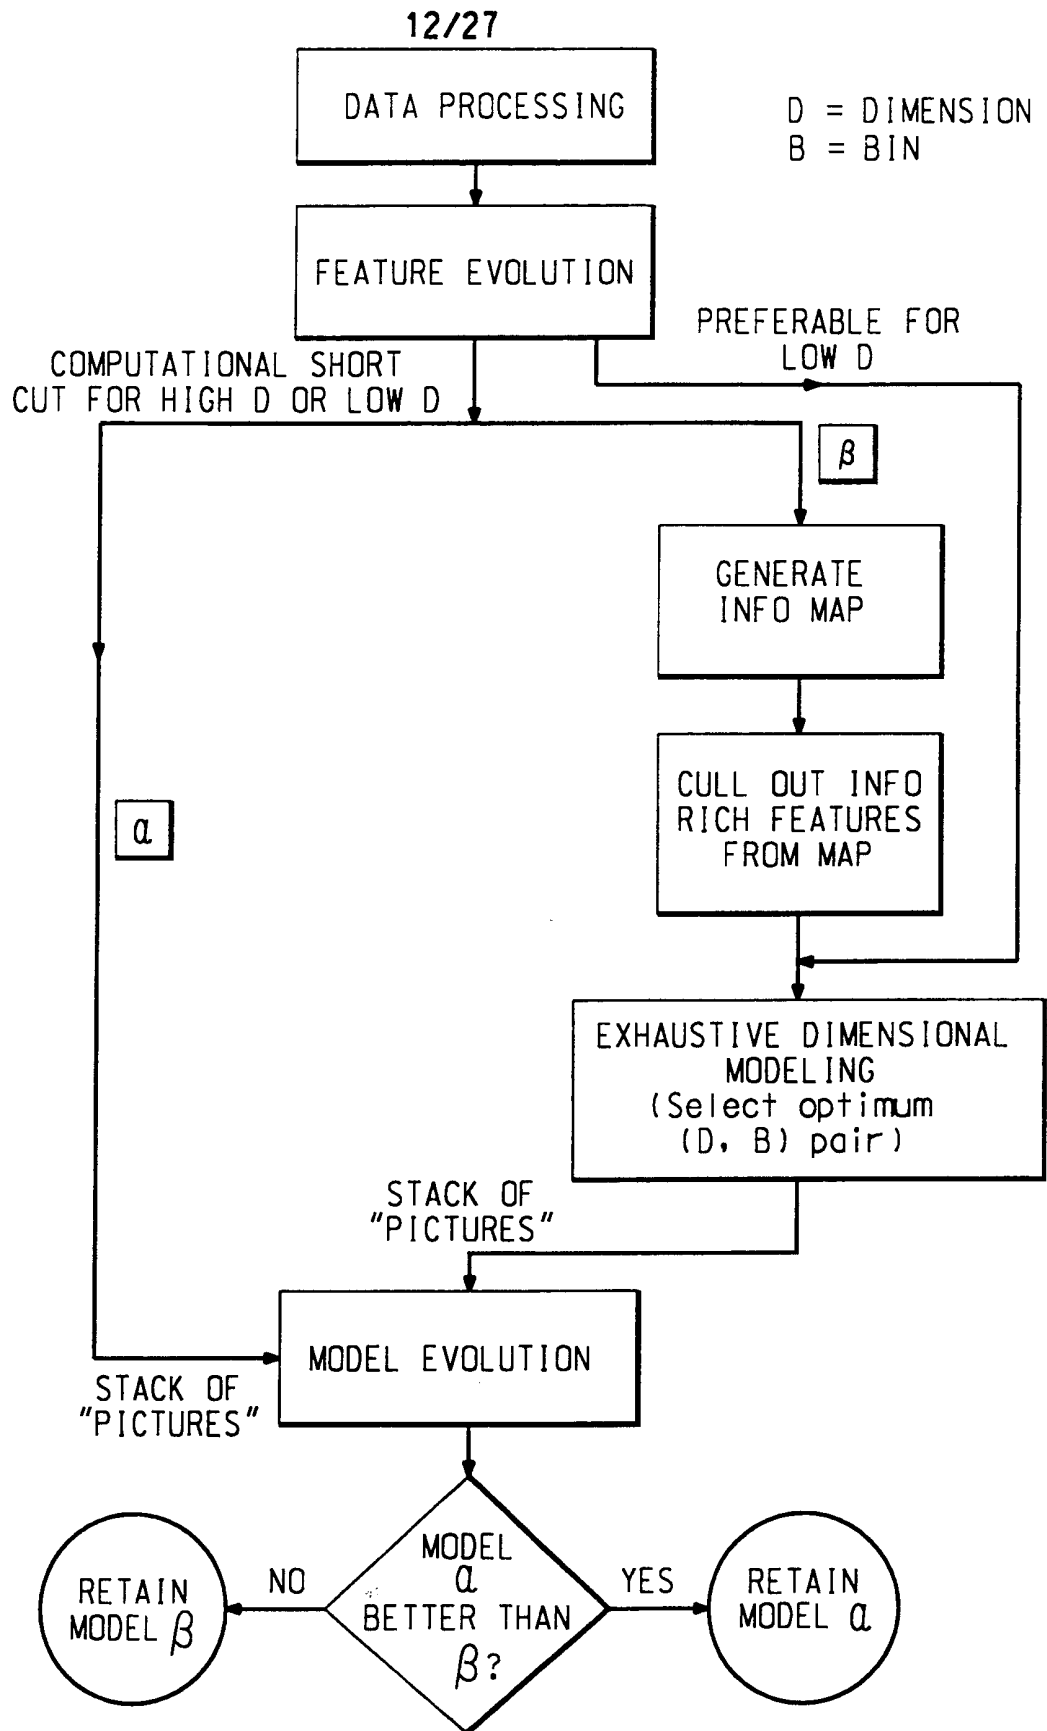 12/27
DATA PROCESSING
D = DIMENSION
B = BIN
FEATURE EVOLUTION
PREFERABLE FOR
LOW D
COMPUTATIONAL SHORT
CUT FOR HIGH D OR LOW D
β
GENERATE
INFO MAP
CULL OUT INFO
RICH FEATURES
FROM MAP
α
EXHAUSTIVE DIMENSIONAL
MODELING
(Select optimum
(D, B) pair)
STACK OF
"PICTURES"
MODEL EVOLUTION
STACK OF
"PICTURES"
MODEL
α
BETTER THAN
β?
NO
YES
RETAIN
MODEL β
RETAIN
MODEL α